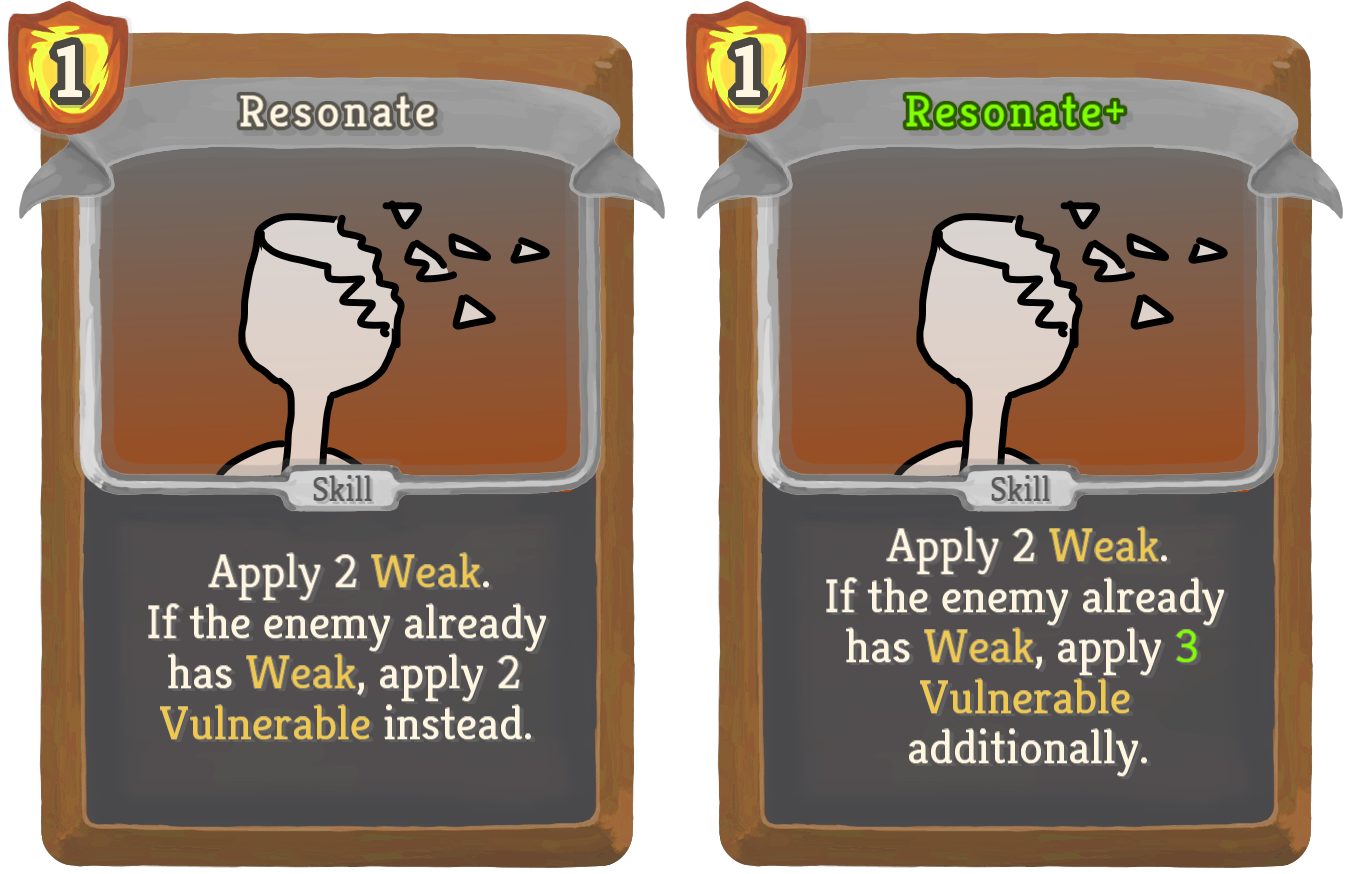 1
Resonate
Skill
Apply 2 Weak.
If the enemy already
has Weak, apply 2
Vulnerable instead.
1
Resonate+
Skill
Apply 2 Weak.
If the enemy already
has Weak, apply 3
Vulnerable
additionally.